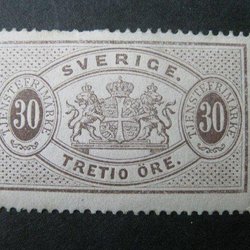 SVERIGE.
TJENSTEFRIMÄRKE
30
30
TJENSTEFRIMÄRKE
TRETIO ÖRE.